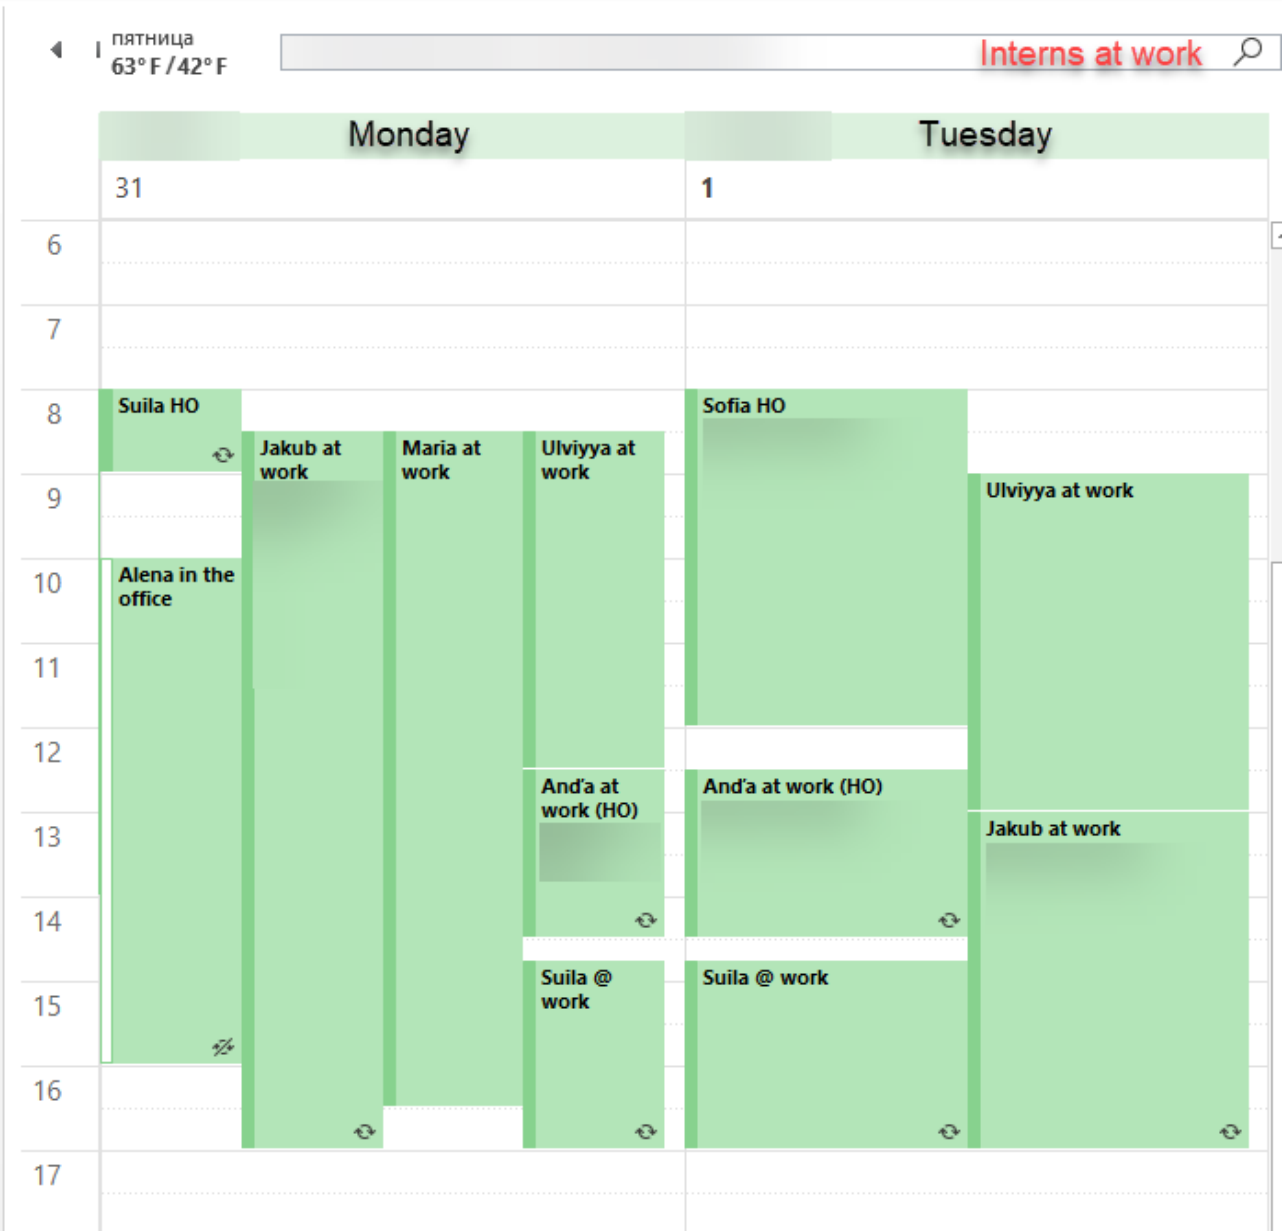 пятница
63° F / 42° F
Interns at work
Monday
Tuesday
31
1
6
7
8
9
10
11
12
13
14
15
16
17
Suila HO
Alena in the
office
Jakub at
work
Maria at
work
Ulviyya at
work
And'a at
work (HO)
Suila @
work
Sofia HO
And'a at work (HO)
Suila @ work
Ulviyya at work
Jakub at work